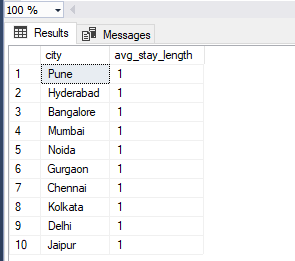 100 %
Results Messages
city avg_stay_length
1 Pune 1
2 Hyderabad 1
3 Bangalore 1
4 Mumbai 1
5 Noida 1
6 Gurgaon 1
7 Chennai 1
8 Kolkata 1
9 Delhi 1
10 Jaipur 1